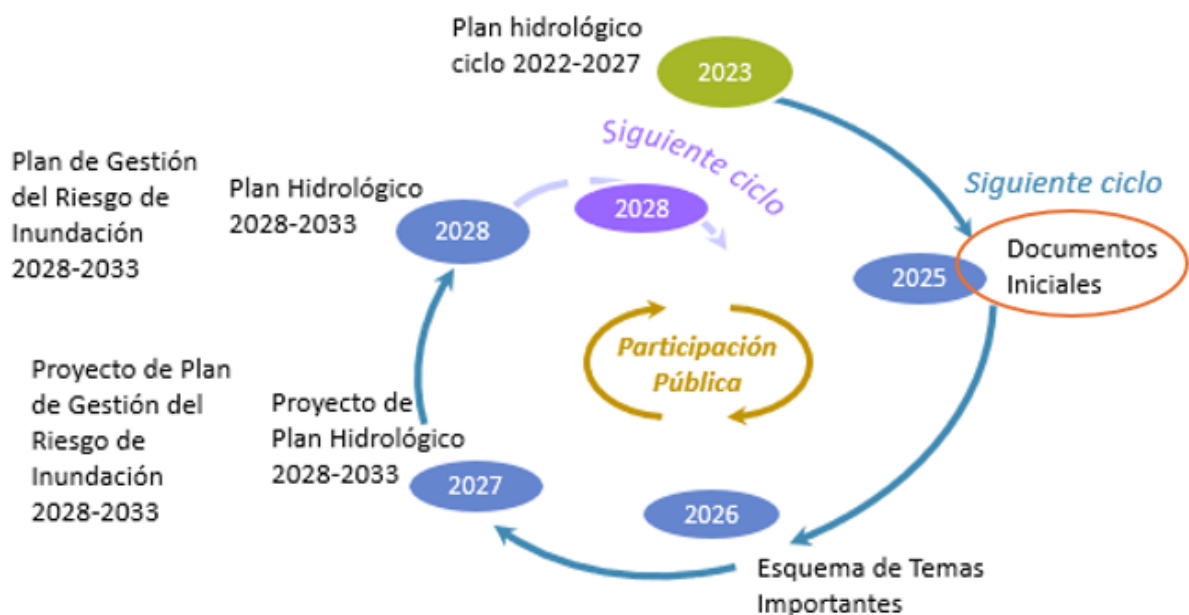 Plan hidrológico
ciclo 2022-2027
2023
Siguiente ciclo
Siguiente ciclo
Documentos
Iniciales
2025
Plan de Gestión
del Riesgo de
Inundación
2028-2033
Plan Hidrológico
2028-2033
2028
2028
Participación
Pública
Proyecto de Plan
de Gestión del
Riesgo de
Inundación
2028-2033
Proyecto de
Plan Hidrológico
2028-2033
2027
2026
Esquema de Temas
Importantes